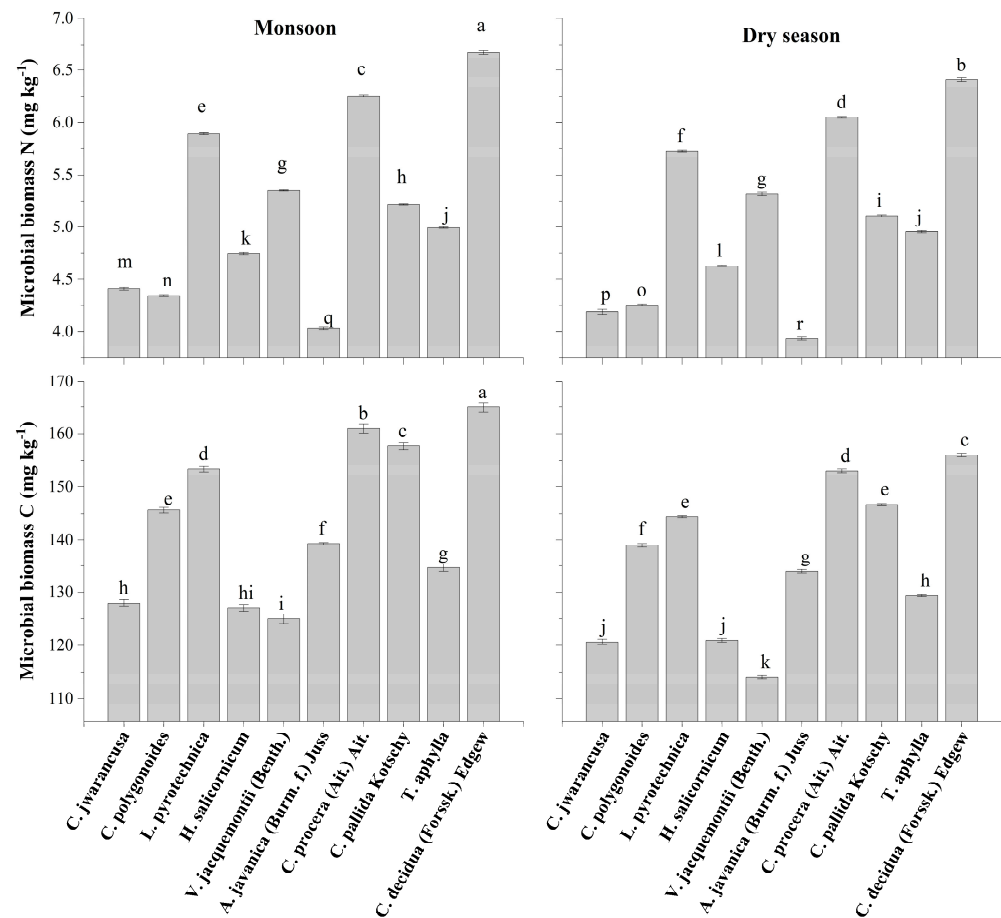 Monsoon
Dry season
Microbial biomass N (mg kg-1)
7.0
6.5
6.0
5.5
5.0
4.5
4.0
m
n
e
k
g
q
c
h
j
a
p
o
f
l
g
r
d
i
j
b
Microbial biomass C (mg kg-1)
170
160
150
140
130
120
110
h
e
d
hi
i
f
b
c
g
a
j
f
e
j
k
g
d
e
h
c
C. jwarancusa
C. polygonoides
L. pyrotechnica
H. salicornicum
V. jacquemontii (Benth.)
A. javanica (Burm. f.) Juss
C. procera (Ait.) Ait.
C. pallida Kotschy
T. aphylla
C. decidua (Forssk.) Edgew
C. jwarancusa
C. polygonoides
L. pyrotechnica
H. salicornicum
V. jacquemontii (Benth.)
A. javanica (Burm. f.) Juss
C. procera (Ait.) Ait.
C. pallida Kotschy
T. aphylla
C. decidua (Forssk.) Edgew